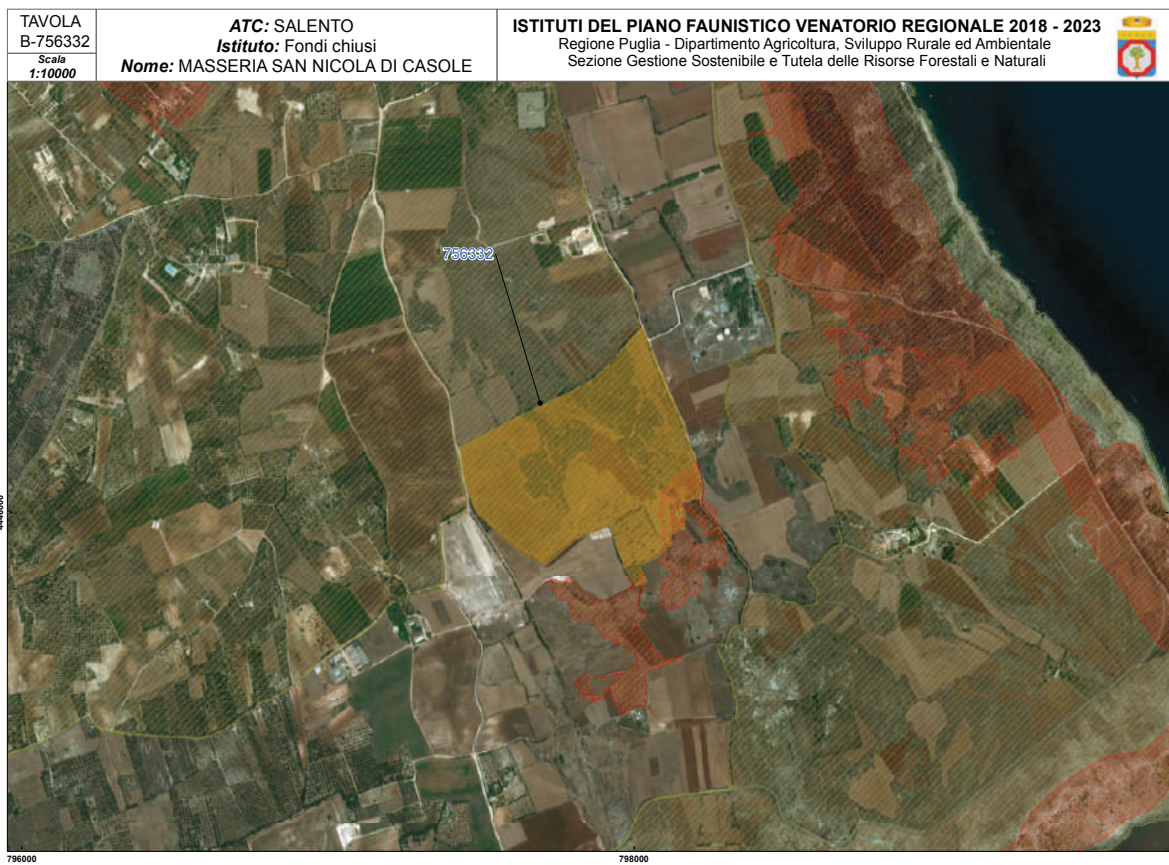 TAVOLA
B-756332
Scala
1:10000
ATC: SALENTO
Istituto: Fondi chiusi
Nome: MASSERIA SAN NICOLA DI CASOLE
ISTITUTI DEL PIANO FAUNISTICO VENATORIO REGIONALE 2018 - 2023
Regione Puglia - Dipartimento Agricoltura, Sviluppo Rurale ed Ambientale
Sezione Gestione Sostenibile e Tutela delle Risorse Forestali e Naturali
756332
4448000
796000
798000